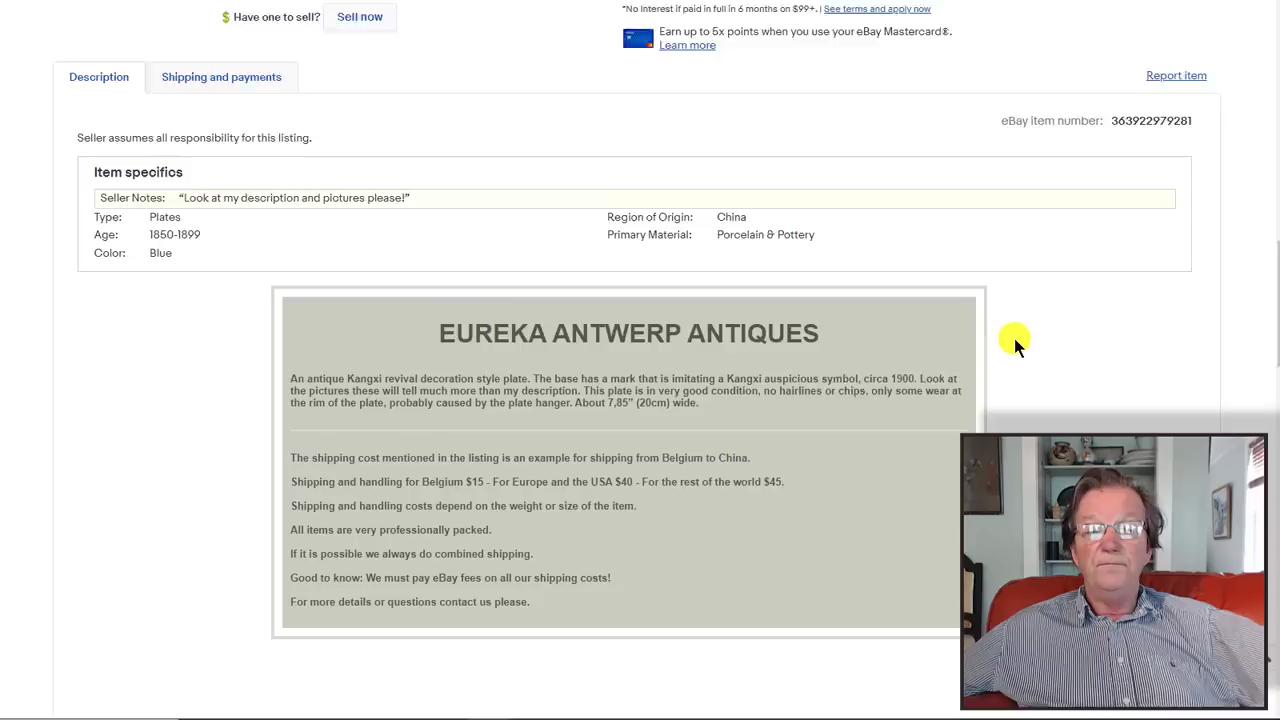 Have one to sell? Sell now
*No Interest if paid in full in 6 months on $99+. | See terms and apply now
Earn up to 5x points when you use your eBay Mastercard®.
Learn more
Description
Shipping and payments
Report item
eBay item number: 363922979281
Seller assumes all responsibility for this listing.
Item specifics
Seller Notes: “Look at my description and pictures please!”
Type: Plates
Region of Origin: China
Age: 1850-1899
Primary Material: Porcelain & Pottery
Color: Blue
EUREKA ANTWERP ANTIQUES
An antique Kangxi revival decoration style plate. The base has a mark that is imitating a Kangxi auspicious symbol, circa 1900. Look at
the pictures these will tell much more than my description. This plate is in very good condition, no hairlines or chips, only some wear at
the rim of the plate, probably caused by the plate hanger. About 7,85" (20cm) wide.
The shipping cost mentioned in the listing is an example for shipping from Belgium to China.
Shipping and handling for Belgium $15 - For Europe and the USA $40 - For the rest of the world $45.
Shipping and handling costs depend on the weight or size of the item.
All items are very professionally packed.
If it is possible we always do combined shipping.
Good to know: We must pay eBay fees on all our shipping costs!
For more details or questions contact us please.